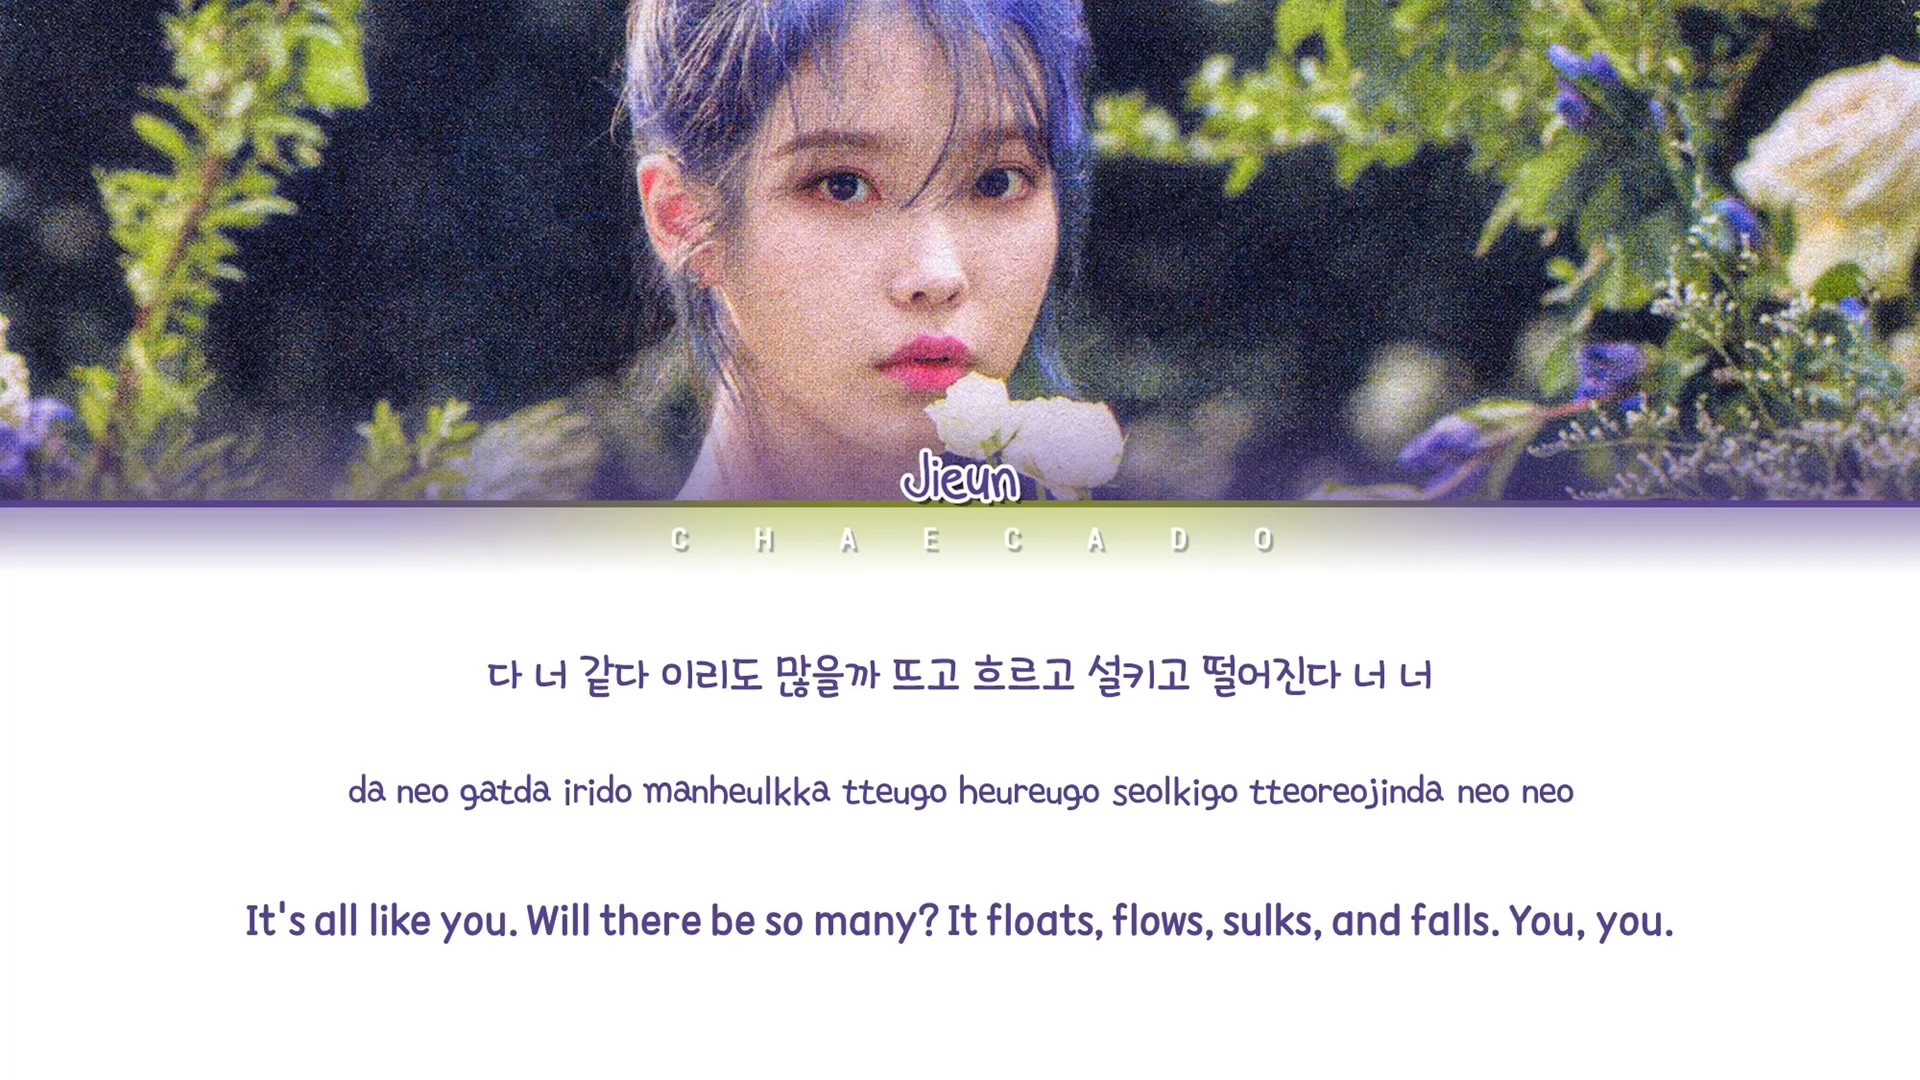 Jieun
CHAECADO
다 너 같다 이리도 많을까 뜨고 흐르고 설키고 떨어진다 너 너
da neo gatda irido manheulkka tteugo heureugo seolkigo tteoreojinda neo neo
It's all like you. Will there be so many? It floats, flows, sulks, and falls. You, you.